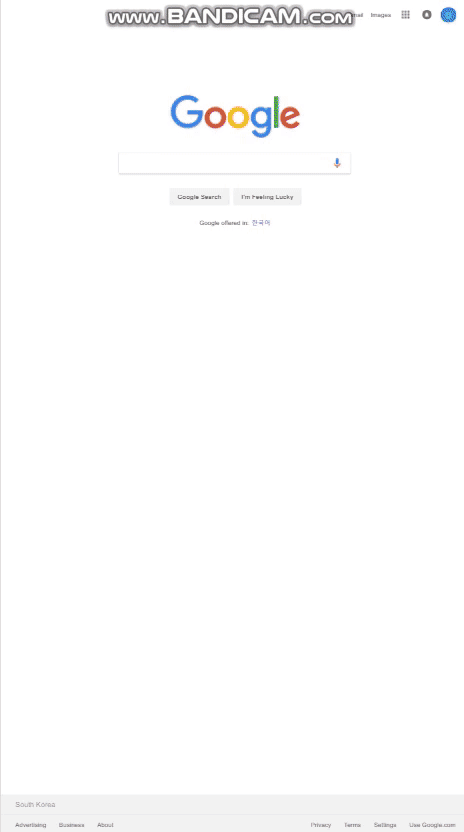 www.BANDICAM.com
Images
Google
Google Search I'm Feeling Lucky
Google offered in: 한국어
South Korea
Advertising Business About Privacy Terms Settings Use Google.com